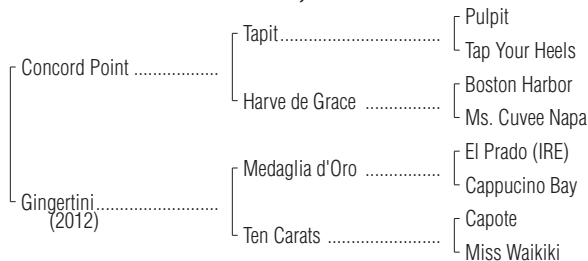 Pulpit
Tapit
Tap Your Heels
Concord Point
Boston Harbor
Harve de Grace
Ms. Cuvee Napa
El Prado (IRE)
Medaglia d'Oro
Cappucino Bay
Gingertini
(2012)
Capote
Ten Carats
Miss Waikiki